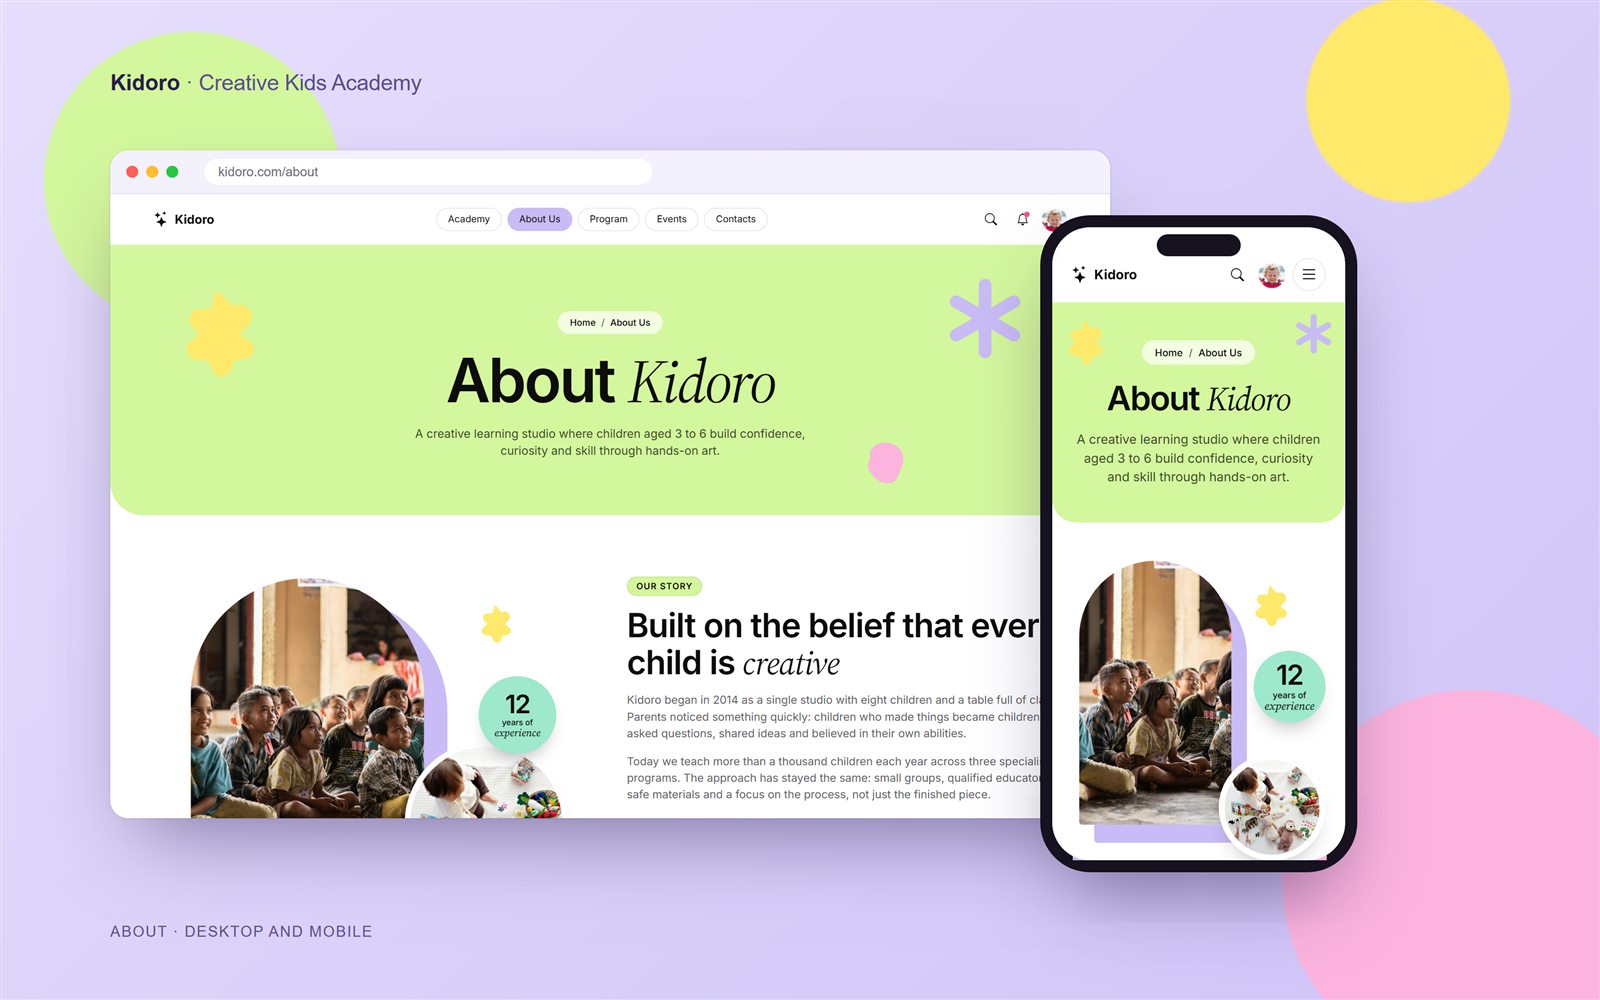 Kidoro · Creative Kids Academy
kidoro.com/about
Kidoro
Academy
About Us
Program
Events
Contacts
Home / About Us
About Kidoro
A creative learning studio where children aged 3 to 6 build confidence,
curiosity and skill through hands-on art.
12
years of
experience
OUR STORY
Built on the belief that ever
child is creative
Kidoro began in 2014 as a single studio with eight children and a table full of
Parents noticed something quickly: children who made things became children
asked questions, shared ideas and believed in their own abilities.
Today we teach more than a thousand children each year across three
programs. The approach has stayed the same: small groups, qualified
safe materials and a focus on the process, not just the finished piece.
Kidoro
Home / About Us
About Kidoro
A creative learning studio where children
aged 3 to 6 build confidence, curiosity
and skill through hands-on art.
12
years of
experience
ABOUT · DESKTOP AND MOBILE